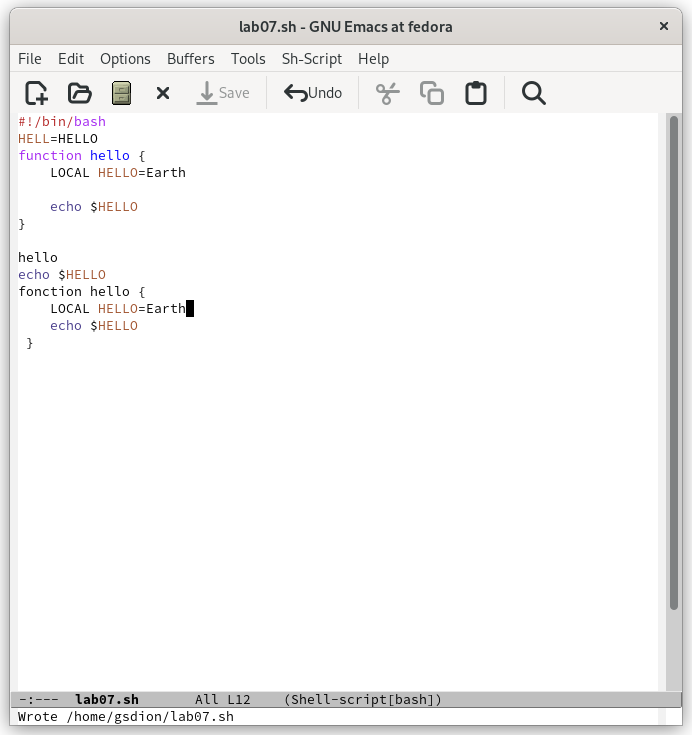 lab07.sh - GNU Emacs at fedora ×
File Edit Options Buffers Tools Sh-Script Help
Save Undo
#!/bin/bash
HELL=HELLO
function hello {
    LOCAL HELLO=Earth
    echo $HELLO
}
hello
echo $HELLO
fonction hello {
    LOCAL HELLO=Earth
    echo $HELLO
 }
-:--- lab07.sh All L12 (Shell-script[bash])
Wrote /home/gsdion/lab07.sh